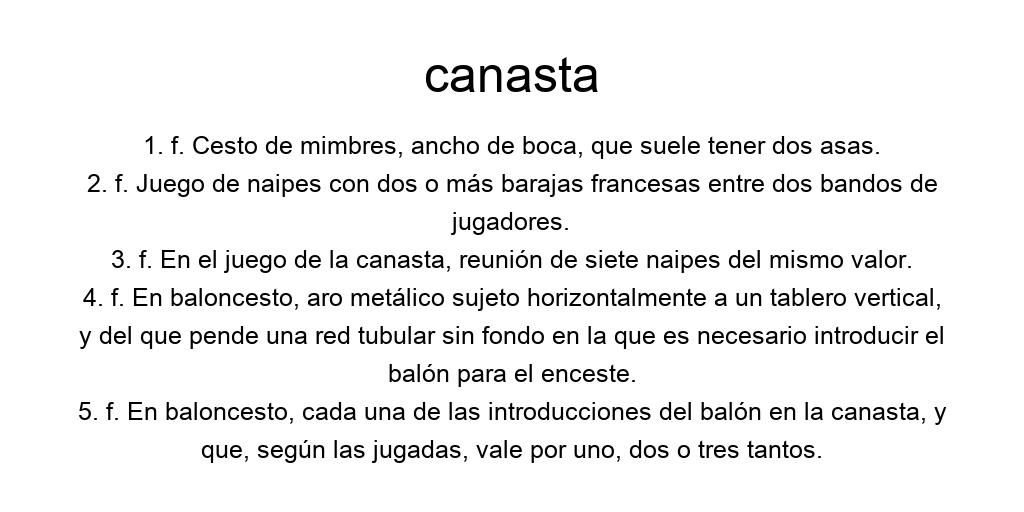 canasta
1. f. Cesto de mimbres, ancho de boca, que suele tener dos asas.
2. f. Juego de naipes con dos o más barajas francesas entre dos bandos de
jugadores.
3. f. En el juego de la canasta, reunión de siete naipes del mismo valor.
4. f. En baloncesto, aro metálico sujeto horizontalmente a un tablero vertical,
y del que pende una red tubular sin fondo en la que es necesario introducir el
balón para el enceste.
5. f. En baloncesto, cada una de las introducciones del balón en la canasta, y
que, según las jugadas, vale por uno, dos o tres tantos.